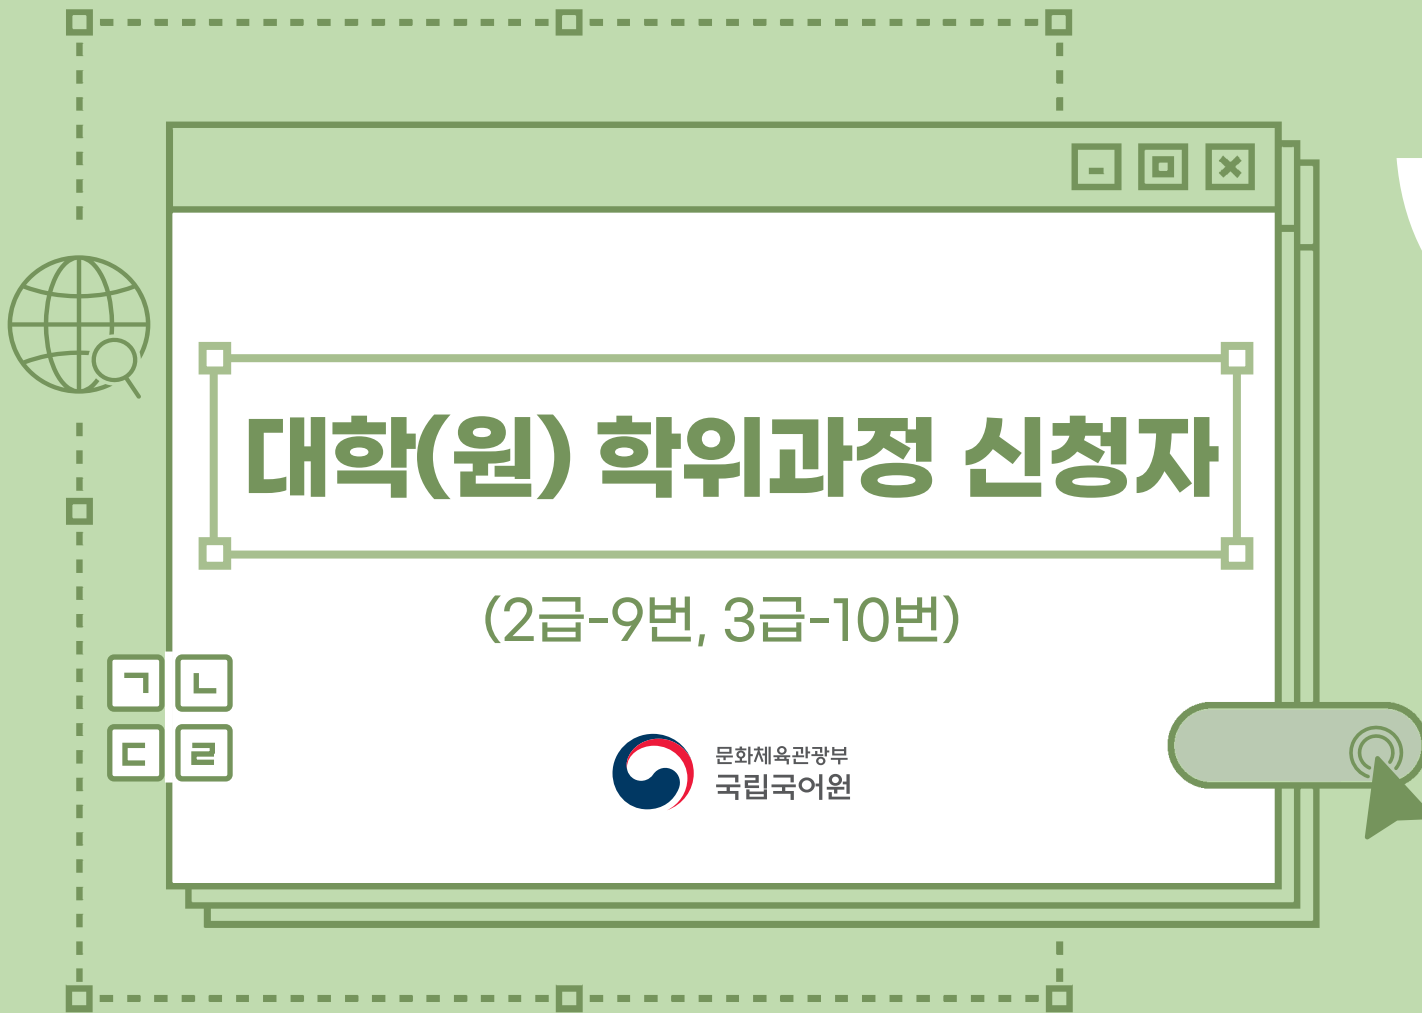 대학(원) 학위과정 신청자
(2급-9번, 3급-10번)
ㄱ ㄴ
ㄷ ㄹ
문화체육관광부
국립국어원